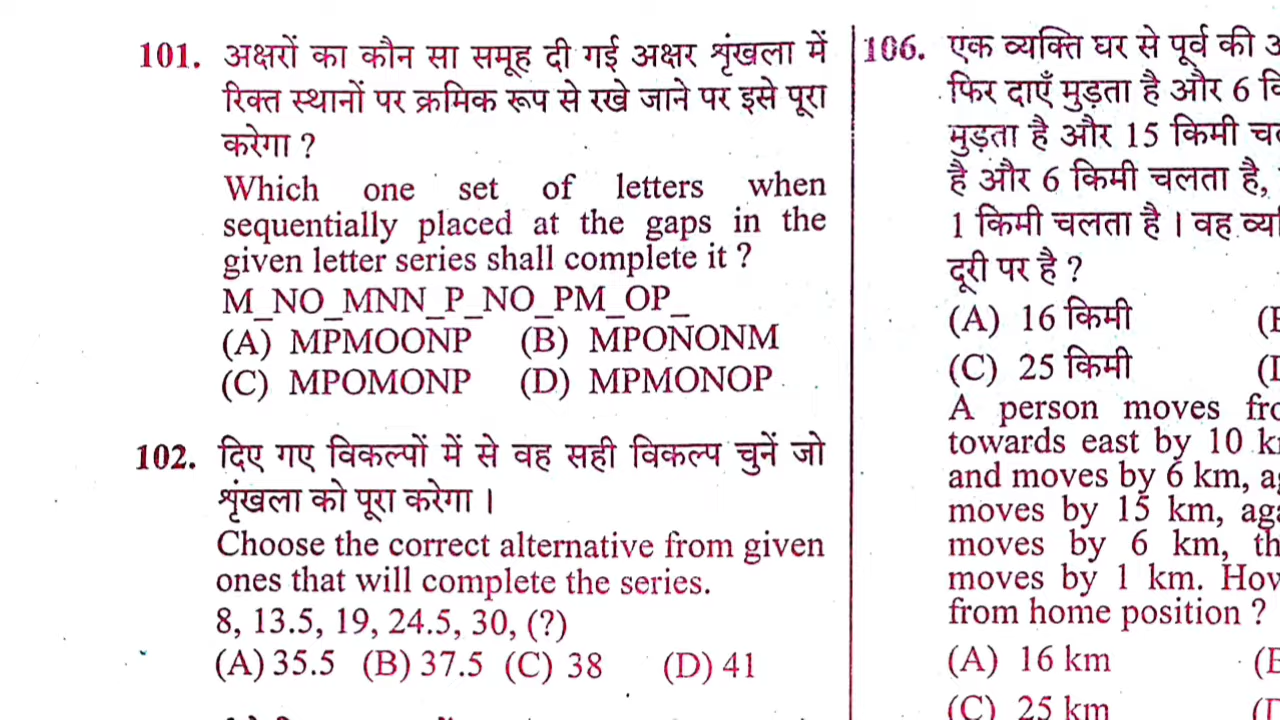 101. अक्षरों का कौन सा समूह दी गई अक्षर शृंखला में
रिक्त स्थानों पर क्रमिक रूप से रखे जाने पर इसे पूरा
करेगा ?
Which one set of letters when
sequentially placed at the gaps in the
given letter series shall complete it ?
M_NO_MNN_P_NO_PM_OP_
(A) MPMOONP (B) MPONONM
(C) MPOMONP (D) MPMONOP
102. दिए गए विकल्पों में से वह सही विकल्प चुनें जो
शृंखला को पूरा करेगा ।
Choose the correct alternative from given
ones that will complete the series.
8, 13.5, 19, 24.5, 30, (?)
(A) 35.5 (B) 37.5 (C) 38 (D) 41
106. एक व्यक्ति घर से पूर्व की
फिर दाएँ मुड़ता है और 6
मुड़ता है और 15 किमी
है और 6 किमी चलता है,
1 किमी चलता है । वह
दूरी पर है ?
(A) 16 किमी
(C) 25 किमी
A person moves
towards east by 10
and moves by 6 km,
moves by 15 km,
moves by 6 km,
moves by 1 km.
from home position ?
(A) 16 km
(C) 25 km